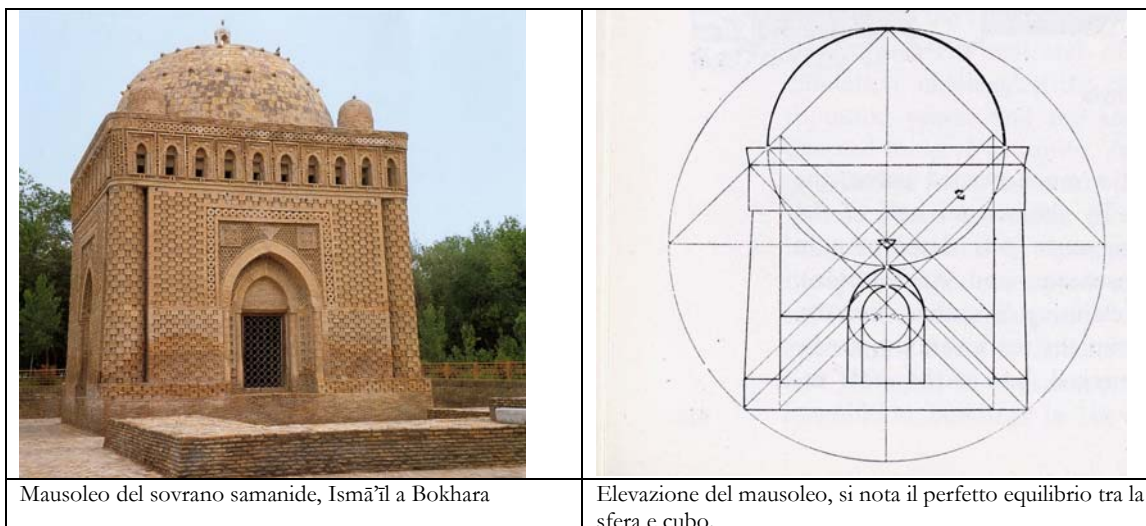 Mausoleo del sovrano samanide, Ismā’īl a Bokhara
Elevazione del mausoleo, si nota il perfetto equilibrio tra la
sfera e cubo.